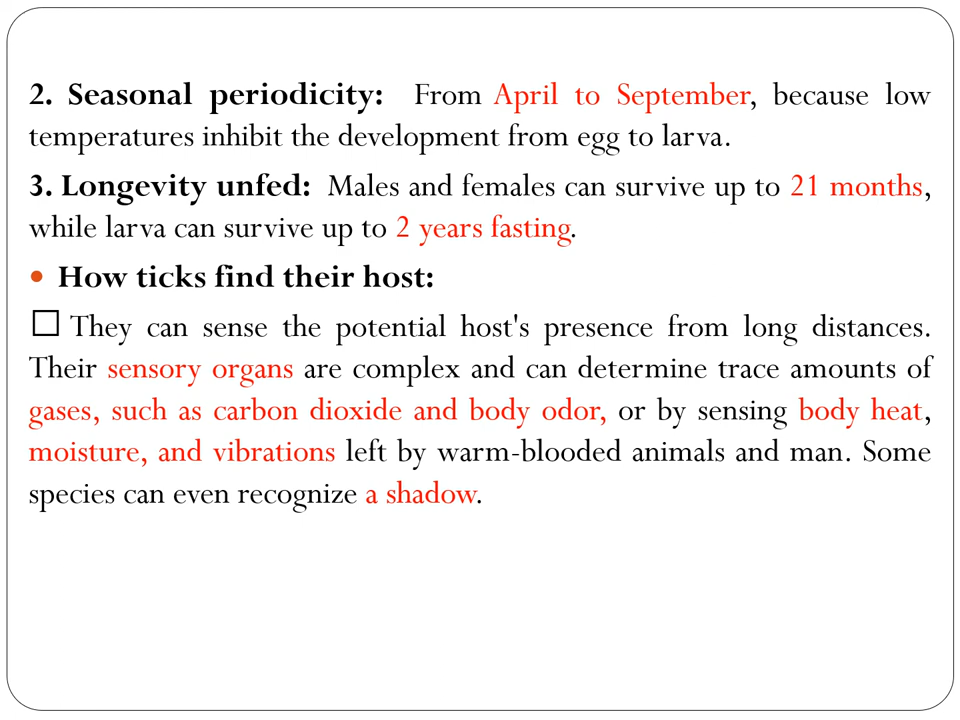 2. Seasonal periodicity: From April to September, because low
temperatures inhibit the development from egg to larva.
3. Longevity unfed: Males and females can survive up to 21 months,
while larva can survive up to 2 years fasting.
• How ticks find their host:
□ They can sense the potential host's presence from long distances.
Their sensory organs are complex and can determine trace amounts of
gases, such as carbon dioxide and body odor, or by sensing body heat,
moisture, and vibrations left by warm-blooded animals and man. Some
species can even recognize a shadow.